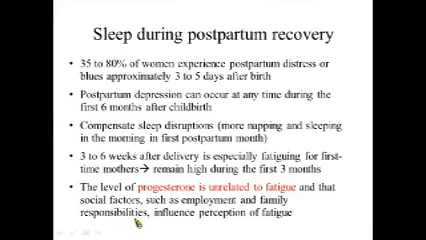 Sleep during postpartum recovery
• 35 to 80% of women experience postpartum distress or
blues approximately 3 to 5 days after birth
• Postpartum depression can occur at any time during the
first 6 months after childbirth
• Compensate sleep disruptions (more napping and sleeping
in the morning in first postpartum month)
• 3 to 6 weeks after delivery is especially fatiguing for first-
time mothers→ remain high during the first 3 months
• The level of progesterone is unrelated to fatigue and that
social factors, such as employment and family
responsibilities, influence perception of fatigue